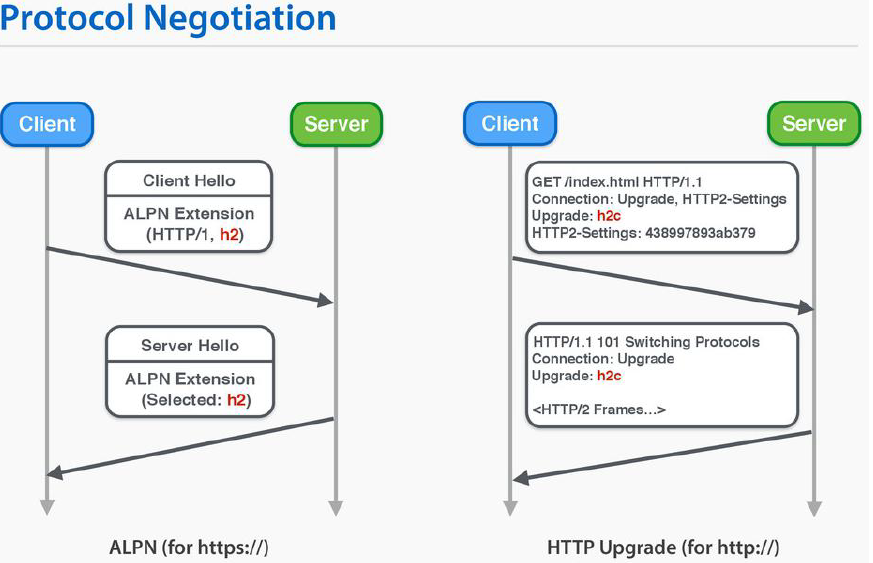 Protocol Negotiation
Client
Server
Client Hello
ALPN Extension
(HTTP/1, h2)
Server Hello
ALPN Extension
(Selected: h2)
ALPN (for https://)
Client
Server
GET /index.html HTTP/1.1
Connection: Upgrade, HTTP2-Settings
Upgrade: h2c
HTTP2-Settings: 438997893ab379
HTTP/1.1 101 Switching Protocols
Connection: Upgrade
Upgrade: h2c
<HTTP/2 Frames...>
HTTP Upgrade (for http://)